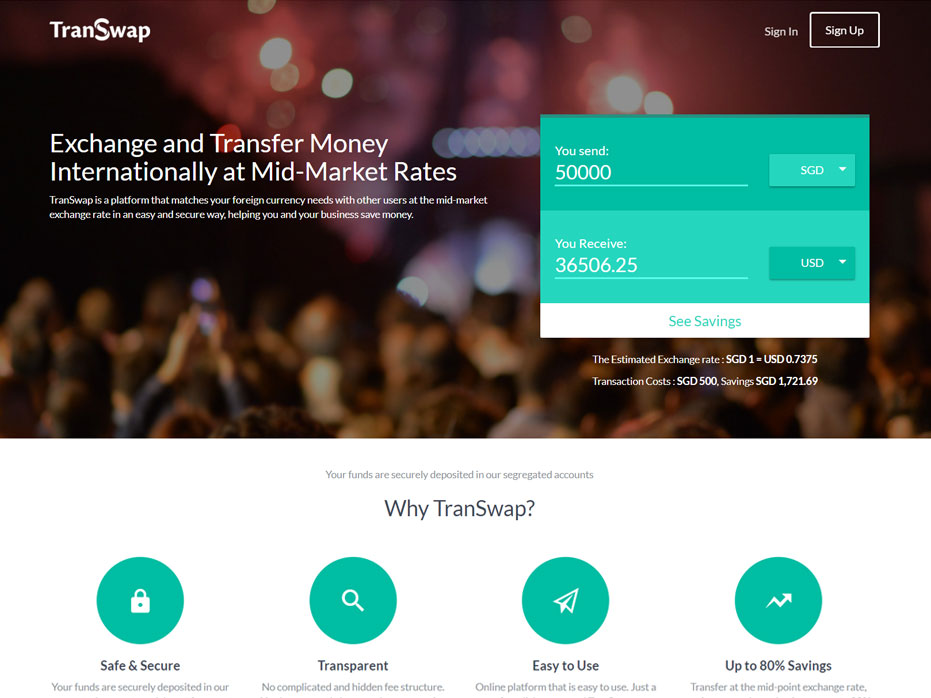 TranSwap
Sign In
Sign Up
Exchange and Transfer Money
Internationally at Mid-Market Rates
TranSwap is a platform that matches your foreign currency needs with other users at the mid-market
exchange rate in an easy and secure way, helping you and your business save money.
You send:
50000
SGD
You Receive:
36506.25
USD
See Savings
The Estimated Exchange rate : SGD 1 = USD 0.7375
Transaction Costs : SGD 500, Savings SGD 1,721.69
Your funds are securely deposited in our segregated accounts
Why TranSwap?
Safe & Secure
Your funds are securely deposited in our
Transparent
No complicated and hidden fee structure.
Easy to Use
Online platform that is easy to use. Just a
Up to 80% Savings
Transfer at the mid-point exchange rate,